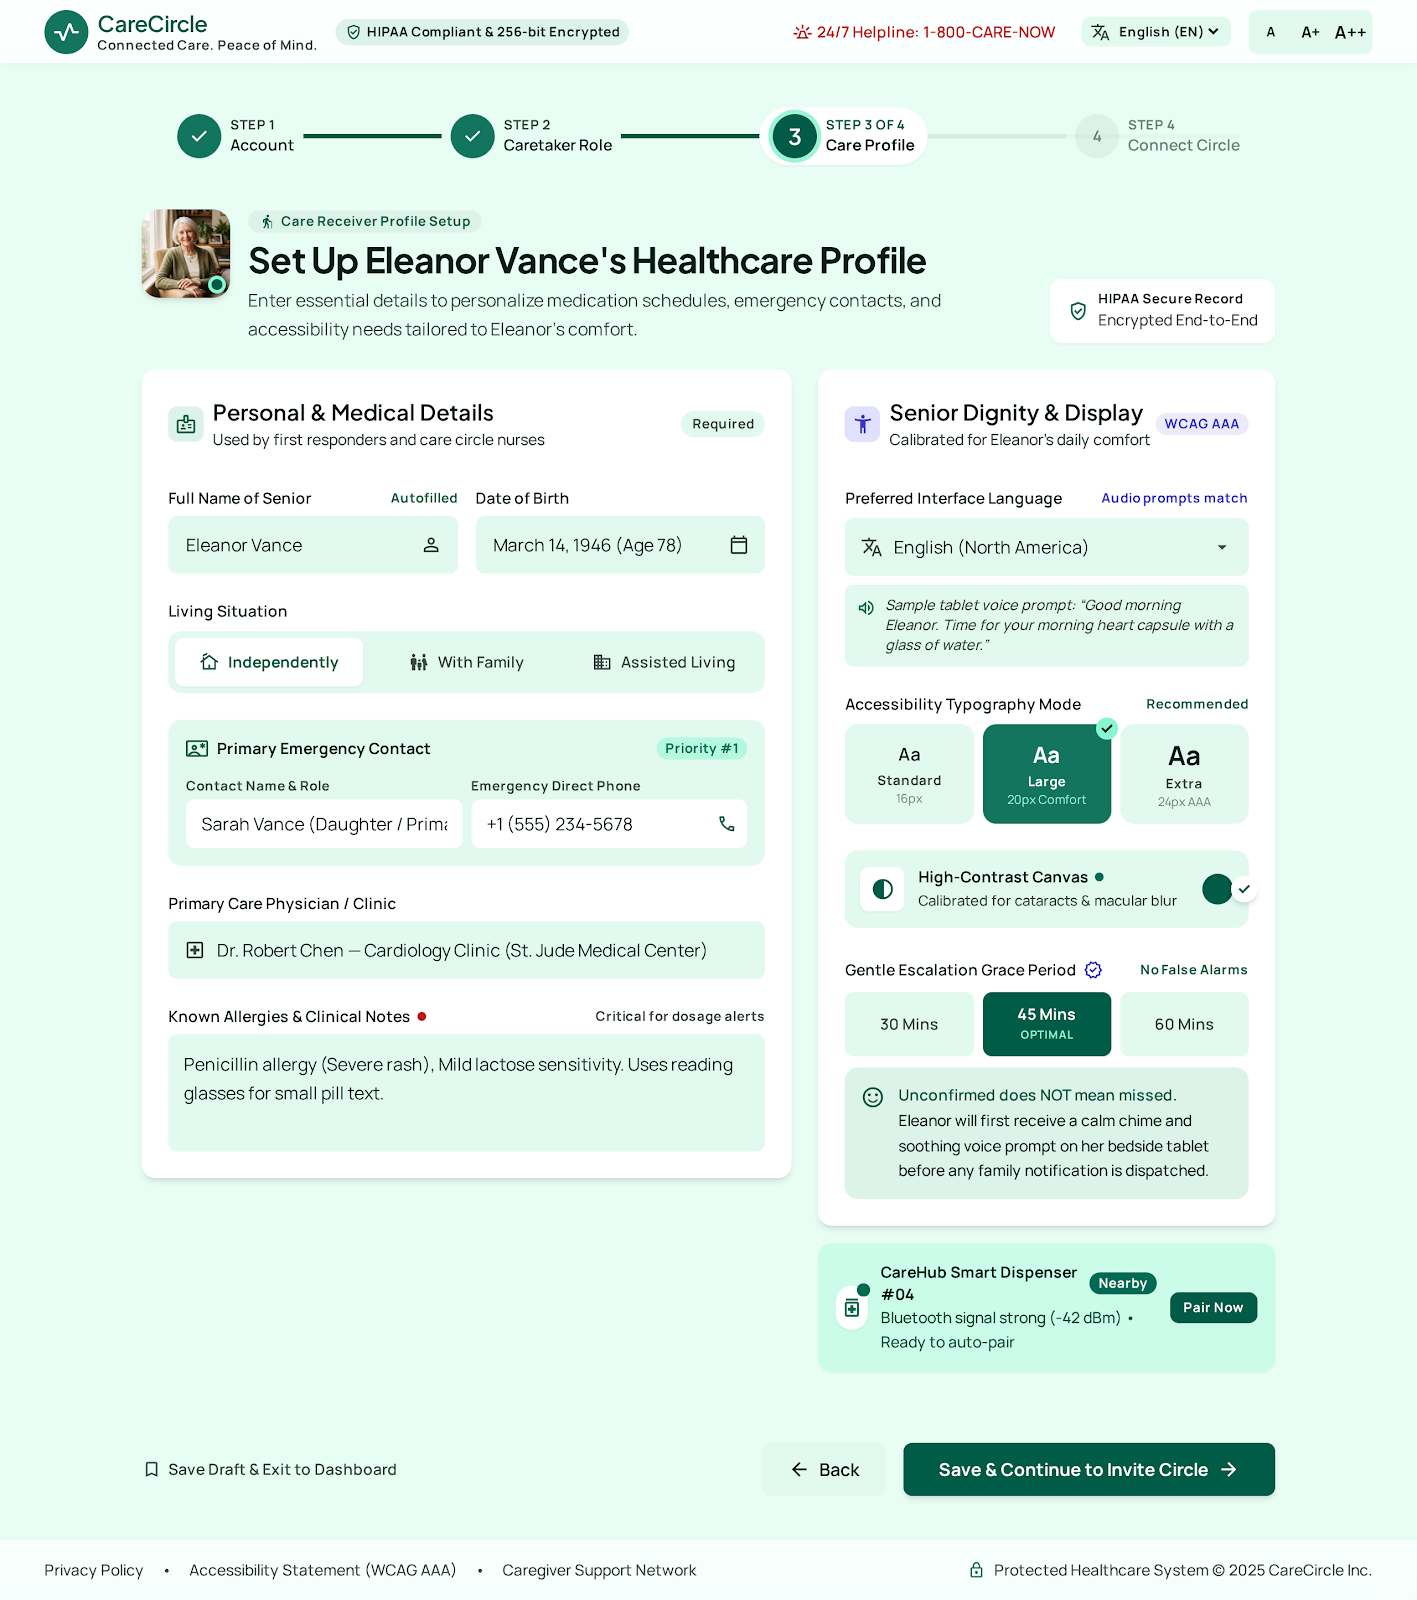 CareCircle
Connected Care. Peace of Mind.
HIPAA Compliant & 256-bit Encrypted
24/7 Helpline: 1-800-CARE-NOW
English (EN)
A
A+
A++
STEP 1
Account
STEP 2
Caretaker Role
3
STEP 3 OF 4
Care Profile
4
STEP 4
Connect Circle
Care Receiver Profile Setup
Set Up Eleanor Vance's Healthcare Profile
Enter essential details to personalize medication schedules, emergency contacts, and
accessibility needs tailored to Eleanor's comfort.
HIPAA Secure Record
Encrypted End-to-End
Personal & Medical Details
Used by first responders and care circle nurses
Required
Full Name of Senior
Autofilled
Eleanor Vance
Date of Birth
March 14, 1946 (Age 78)
Living Situation
Independently
With Family
Assisted Living
Primary Emergency Contact
Priority #1
Contact Name & Role
Sarah Vance (Daughter / Prima
Emergency Direct Phone
+1 (555) 234-5678
Primary Care Physician / Clinic
Dr. Robert Chen — Cardiology Clinic (St. Jude Medical Center)
Known Allergies & Clinical Notes
Critical for dosage alerts
Penicillin allergy (Severe rash), Mild lactose sensitivity. Uses reading
glasses for small pill text.
Senior Dignity & Display
Calibrated for Eleanor's daily comfort
WCAG AAA
Preferred Interface Language
Audio prompts match
English (North America)
Sample tablet voice prompt: “Good morning
Eleanor. Time for your morning heart capsule with a
glass of water.”
Accessibility Typography Mode
Recommended
Aa
Standard
16px
Aa
Large
20px Comfort
Aa
Extra
24px AAA
High-Contrast Canvas
Calibrated for cataracts & macular blur
Gentle Escalation Grace Period
No False Alarms
30 Mins
45 Mins
OPTIMAL
60 Mins
Unconfirmed does NOT mean missed.
Eleanor will first receive a calm chime and
soothing voice prompt on her bedside tablet
before any family notification is dispatched.
CareHub Smart Dispenser
#04
Nearby
Bluetooth signal strong (-42 dBm) •
Ready to auto-pair
Pair Now
Save Draft & Exit to Dashboard
Back
Save & Continue to Invite Circle
Privacy Policy • Accessibility Statement (WCAG AAA) • Caregiver Support Network
Protected Healthcare System © 2025 CareCircle Inc.